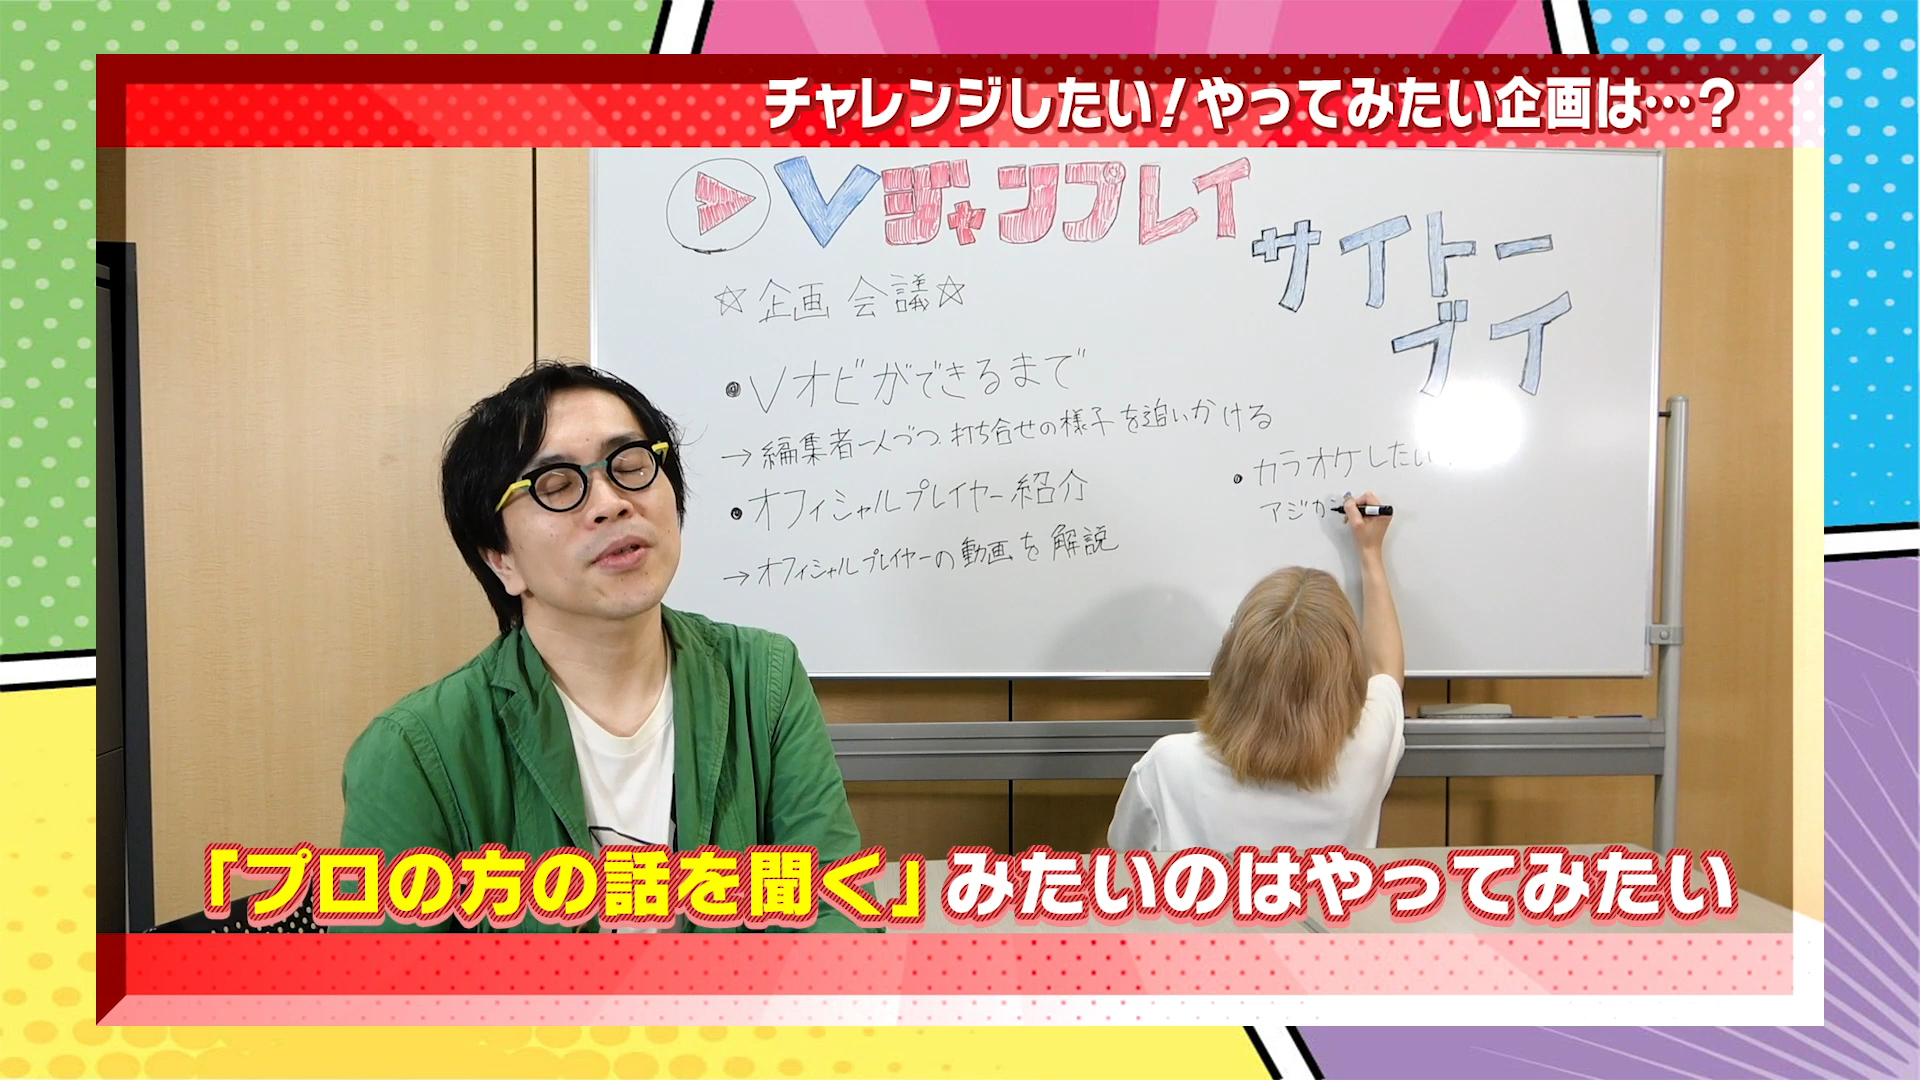 チャレンジしたい!やってみたい企画は…?
Vジャンプレイ
サイトー
ブイ
☆企画会議☆
●Vオビができるまで
→編集者一人づつ、打ち合せの様子を追いかける
●オフィシャルプレイヤー紹介
→オフィシャルプレイヤーの動画を解説
●カラオケしたい
アジカ
「プロの方の話を聞く」みたいのはやってみたい